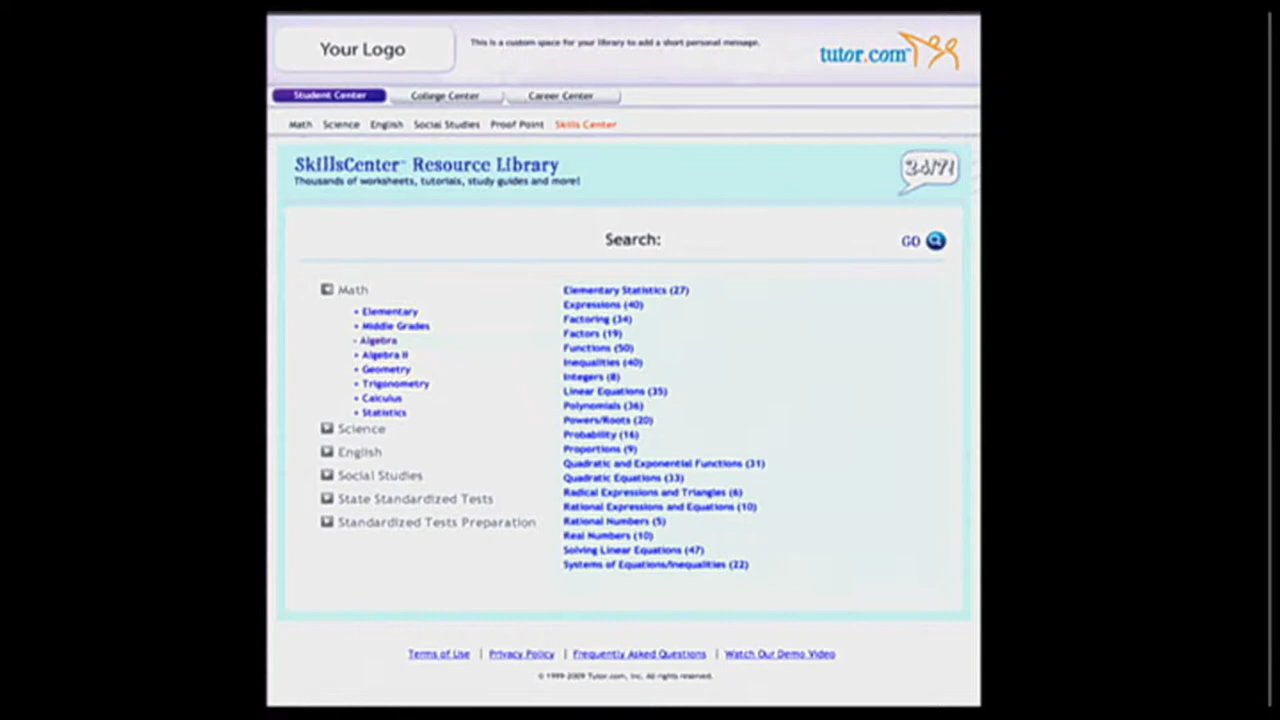 Your Logo
This is a custom space for your library to add a short personal message.
tutor.com
Student Center College Center Career Center
Math Science English Social Studies Proof Point Skills Center
SkillsCenter™ Resource Library
Thousands of worksheets, tutorials, study guides and more!
24/7!
Search:
GO
Math
• Elementary
• Middle Grades
- Algebra
• Algebra II
• Geometry
• Trigonometry
• Calculus
• Statistics
Science
English
Social Studies
State Standardized Tests
Standardized Tests Preparation
Elementary Statistics (27)
Expressions (40)
Factoring (34)
Factors (19)
Functions (50)
Inequalities (40)
Integers (8)
Linear Equations (35)
Polynomials (36)
Powers/Roots (20)
Probability (16)
Proportions (9)
Quadratic and Exponential Functions (31)
Quadratic Equations (33)
Radical Expressions and Triangles (6)
Rational Expressions and Equations (10)
Rational Numbers (5)
Real Numbers (10)
Solving Linear Equations (47)
Systems of Equations/Inequalities (22)
Terms of Use | Privacy Policy | Frequently Asked Questions | Watch Our Demo Video
© 1999-2009 Tutor.com, Inc. All rights reserved.